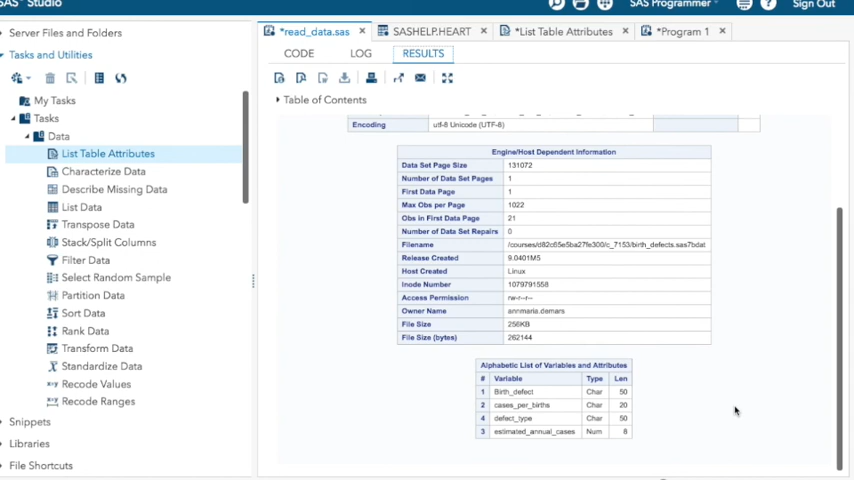 SAS® Studio
SAS Programmer
Sign Out
Server Files and Folders
Tasks and Utilities
My Tasks
Tasks
Data
List Table Attributes
Characterize Data
Describe Missing Data
List Data
Transpose Data
Stack/Split Columns
Filter Data
Select Random Sample
Partition Data
Sort Data
Rank Data
Transform Data
Standardize Data
Recode Values
Recode Ranges
Snippets
Libraries
File Shortcuts
*read_data.sas
SASHELP.HEART
*List Table Attributes
*Program 1
CODE LOG RESULTS
Table of Contents
Encoding utf-8 Unicode (UTF-8)
Engine/Host Dependent Information
Data Set Page Size 131072
Number of Data Set Pages 1
First Data Page 1
Max Obs per Page 1022
Obs in First Data Page 21
Number of Data Set Repairs 0
Filename /courses/d82c65e5ba27fe300/c_7153/birth_defects.sas7bdat
Release Created 9.0401M5
Host Created Linux
Inode Number 1079791558
Access Permission rw-r--r--
Owner Name annmaria.demars
File Size 256KB
File Size (bytes) 262144
Alphabetic List of Variables and Attributes
# Variable Type Len
1 Birth_defect Char 50
2 cases_per_births Char 20
4 defect_type Char 50
3 estimated_annual_cases Num 8